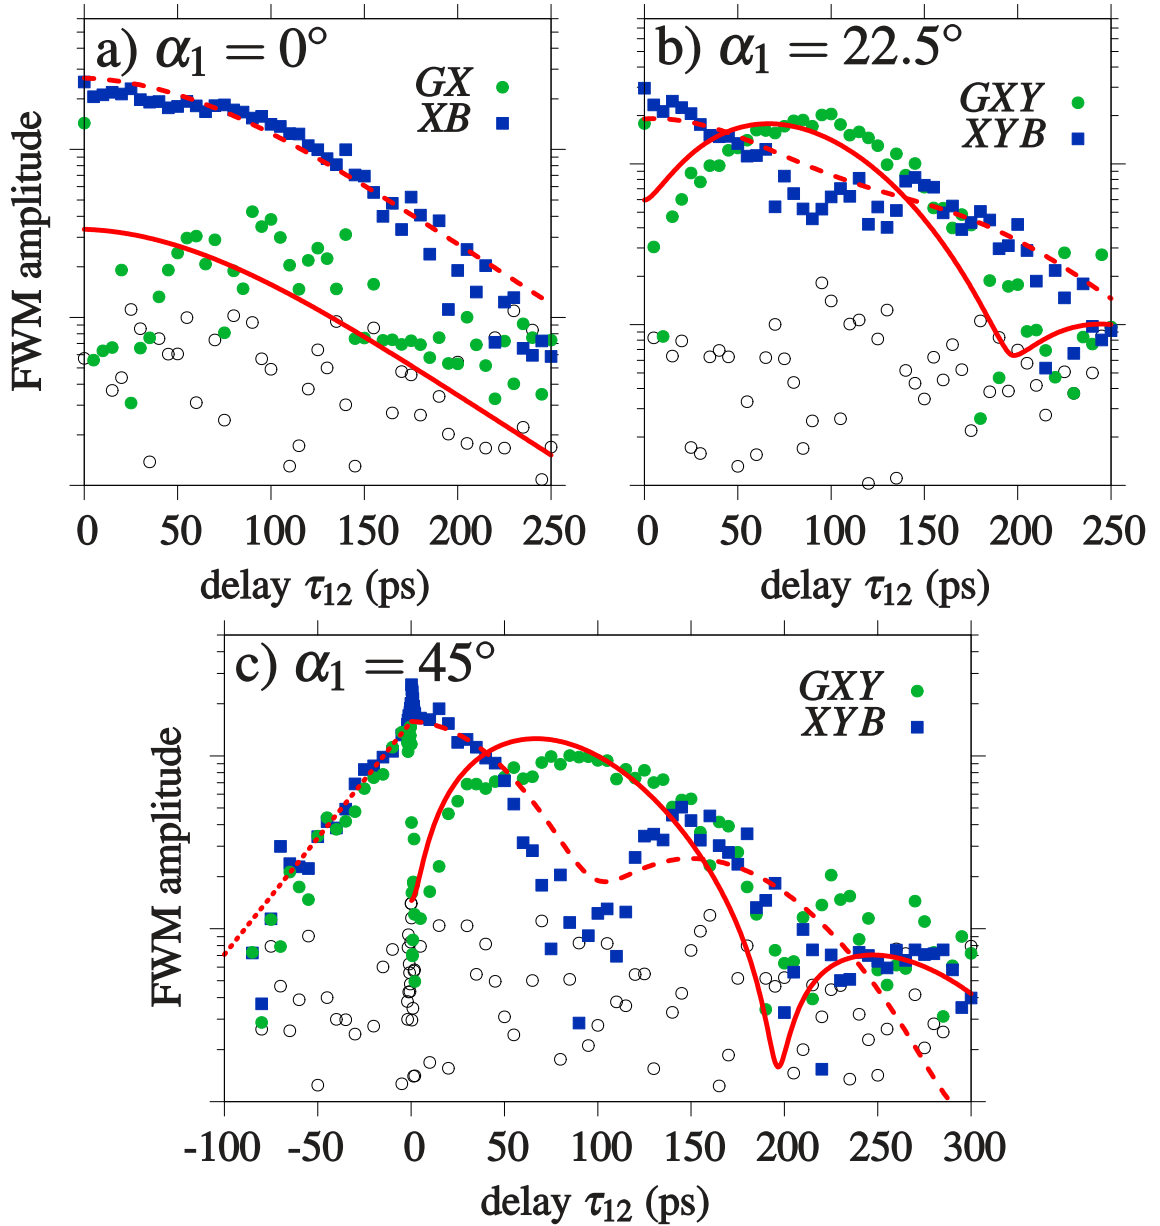 a) α₁ = 0°
GX
XB
FWM amplitude
0 50 100 150 200 250
delay τ₁₂ (ps)
b) α₁ = 22.5°
GXY
XYB
0 50 100 150 200 250
delay τ₁₂ (ps)
c) α₁ = 45°
GXY
XYB
FWM amplitude
-100 -50 0 50 100 150 200 250 300
delay τ₁₂ (ps)